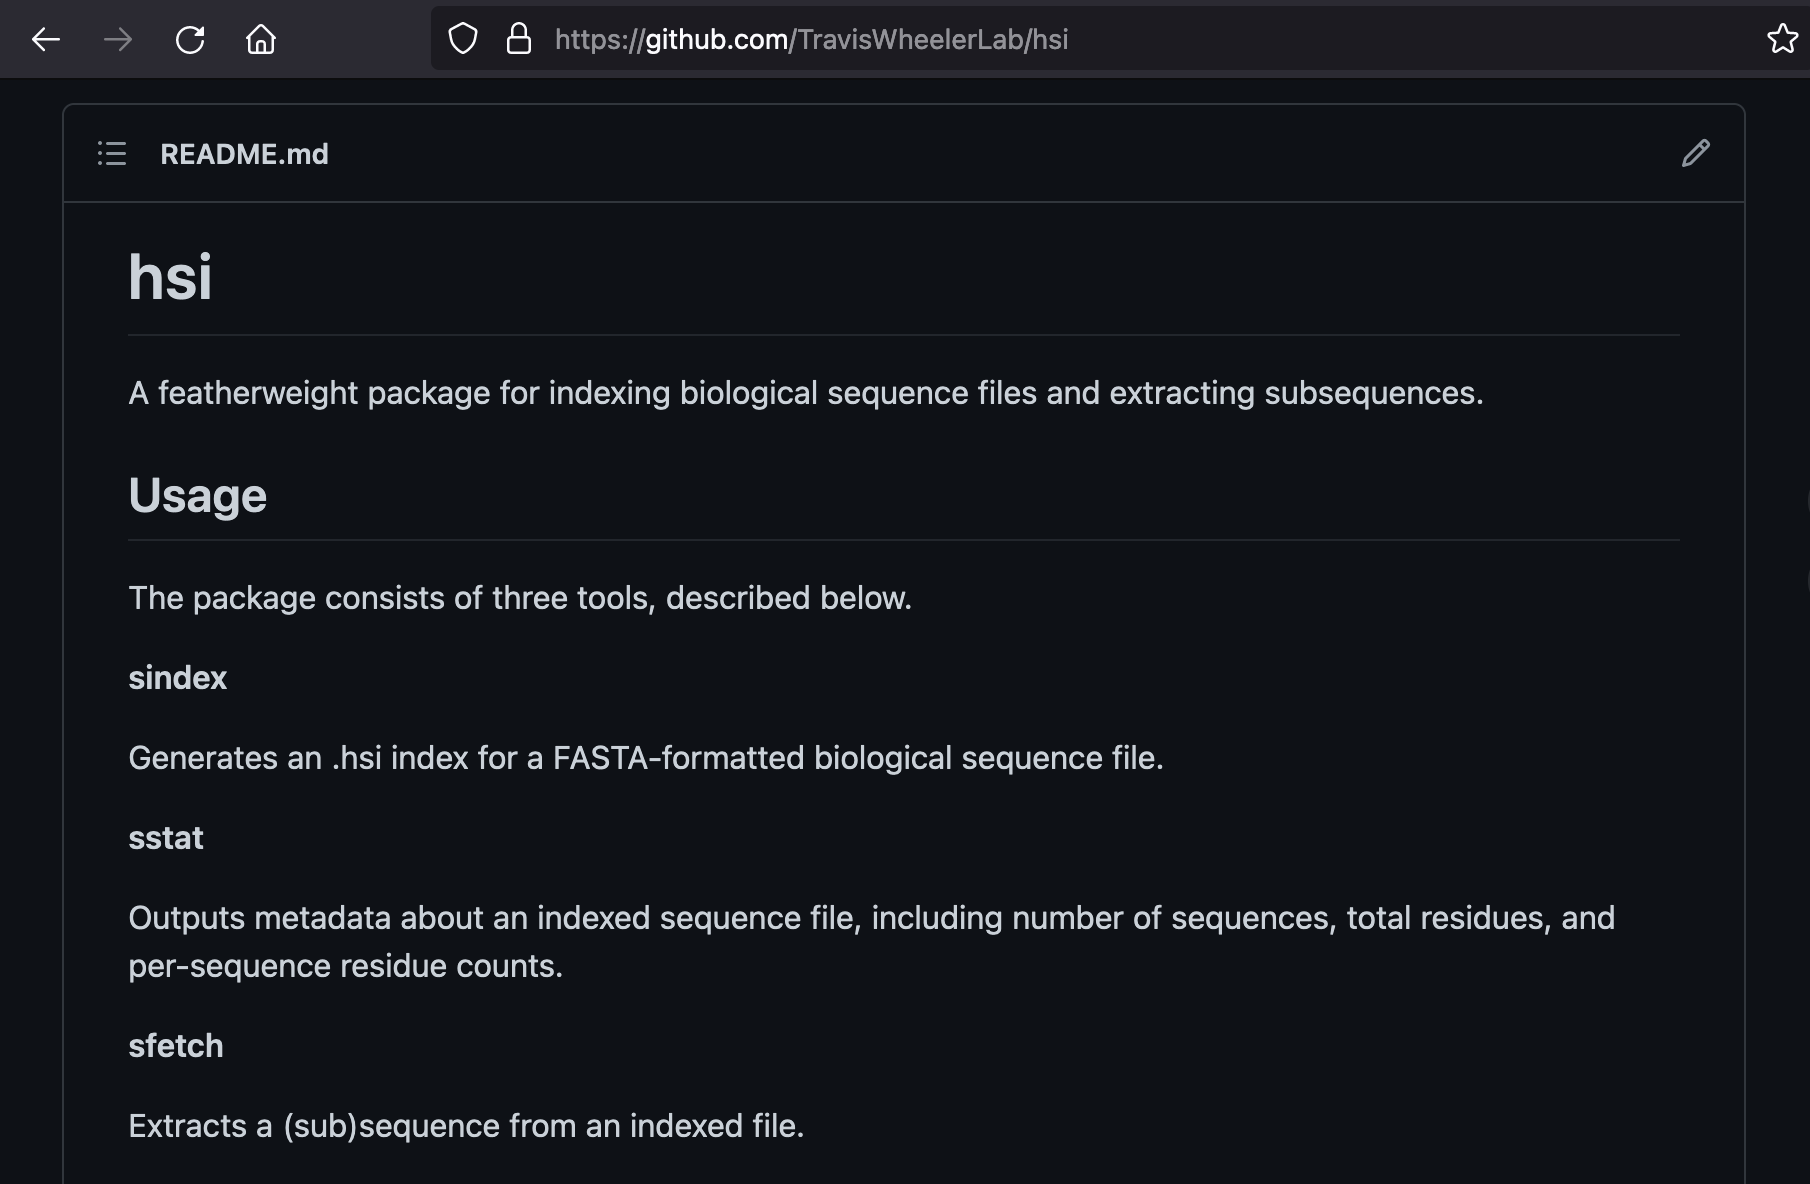 https://github.com/TravisWheelerLab/hsi
README.md
hsi
A featherweight package for indexing biological sequence files and extracting subsequences.
Usage
The package consists of three tools, described below.
sindex
Generates an .hsi index for a FASTA-formatted biological sequence file.
sstat
Outputs metadata about an indexed sequence file, including number of sequences, total residues, and
per-sequence residue counts.
sfetch
Extracts a (sub)sequence from an indexed file.